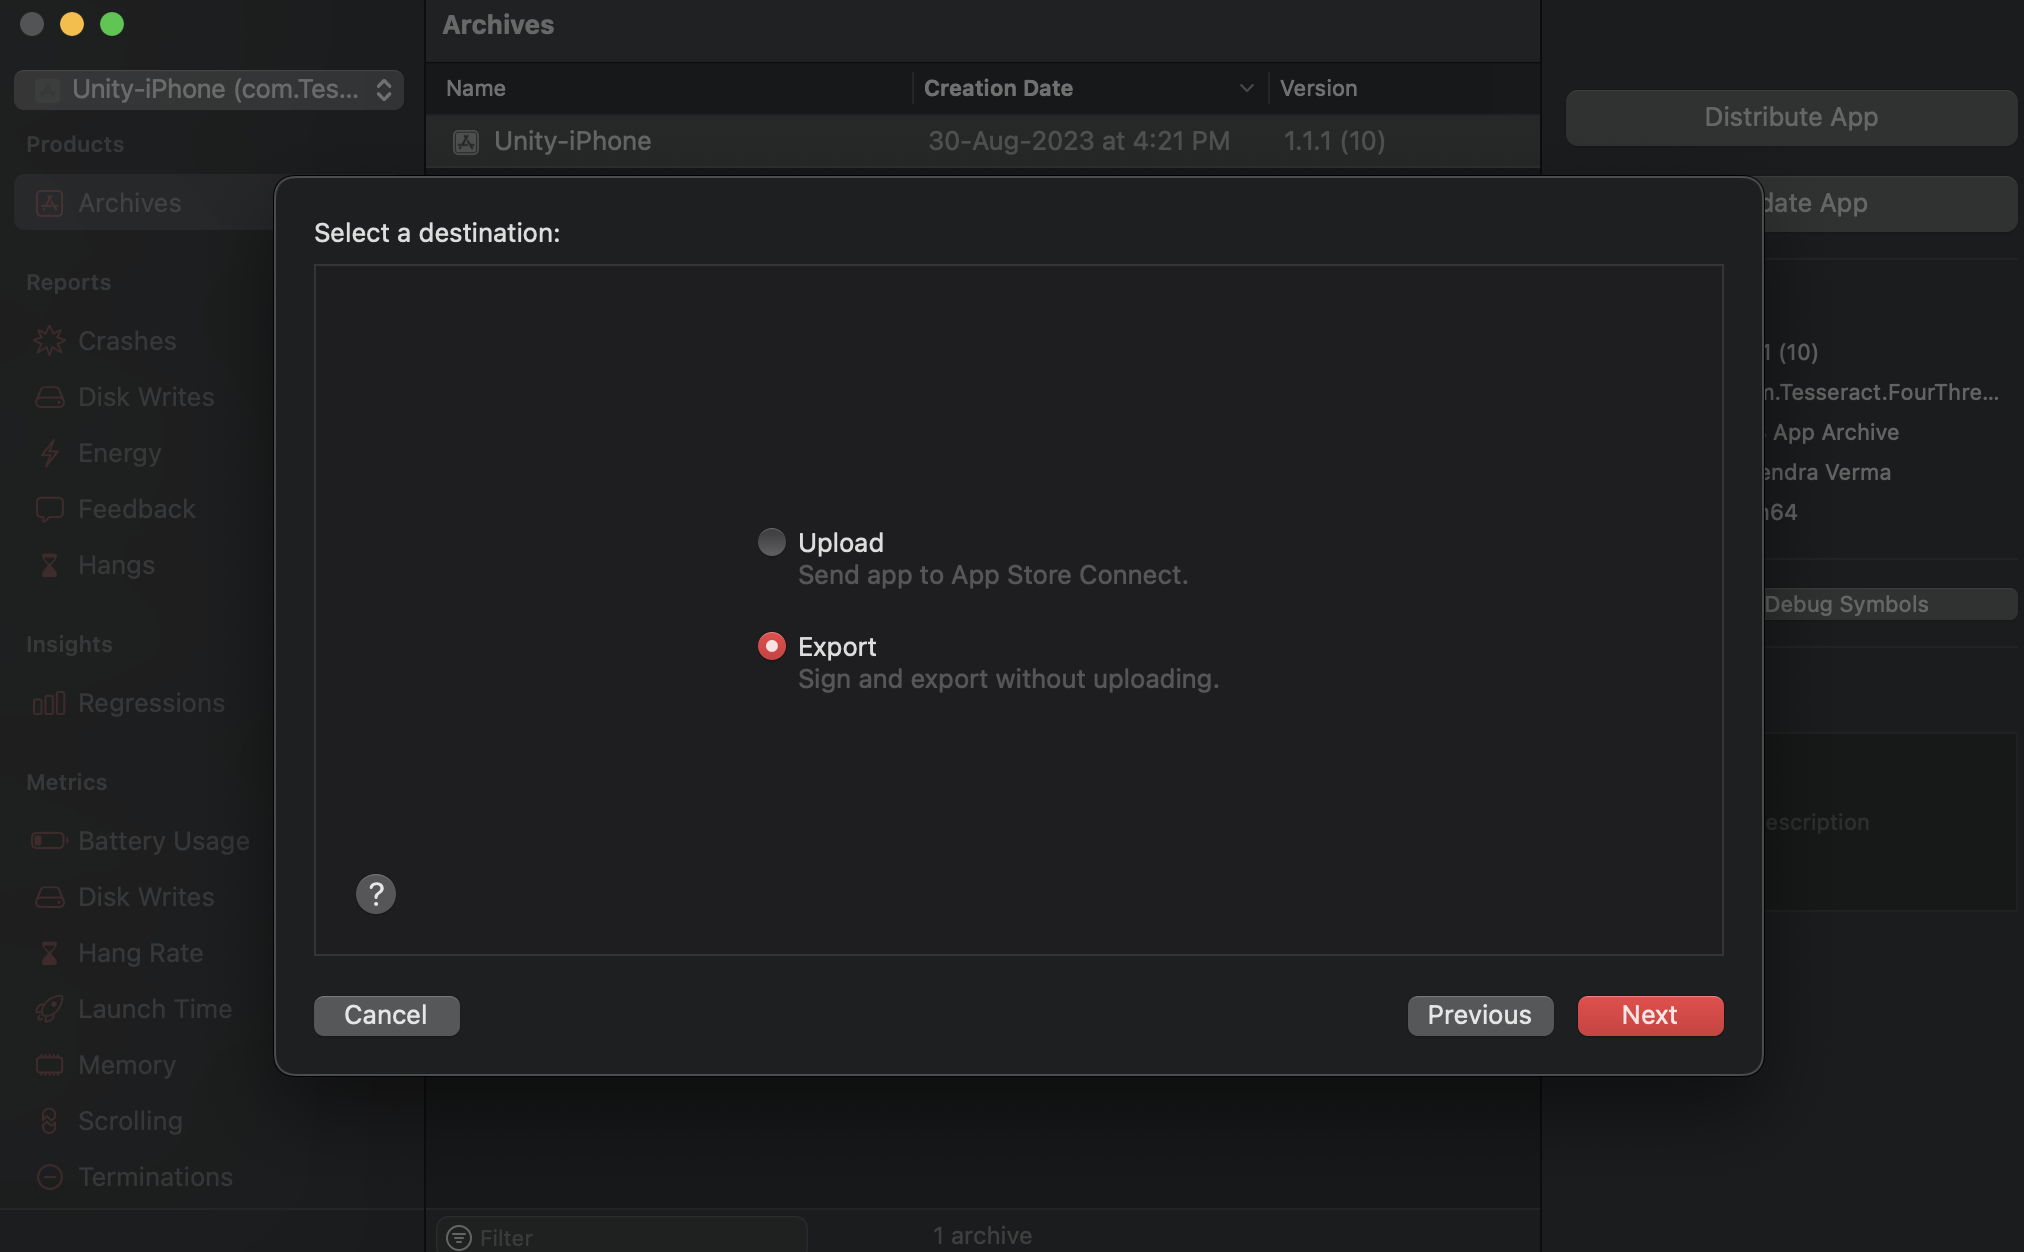 Archives
Unity-iPhone (com.Tes...
Name
Creation Date
Version
Distribute App
Products
Unity-iPhone
30-Aug-2023 at 4:21 PM
1.1.1 (10)
Archives
App
Select a destination:
Reports
Crashes
Disk Writes
Energy
Feedback
Hangs
(10)
.Tesseract.FourThre...
App Archive
Verma
Upload
Send app to App Store Connect.
Debug Symbols
Export
Sign and export without uploading.
Insights
Regressions
Metrics
Battery Usage
Disk Writes
Hang Rate
Launch Time
Memory
Scrolling
Terminations
escription
?
Cancel
Previous
Next
Filter
1 archive